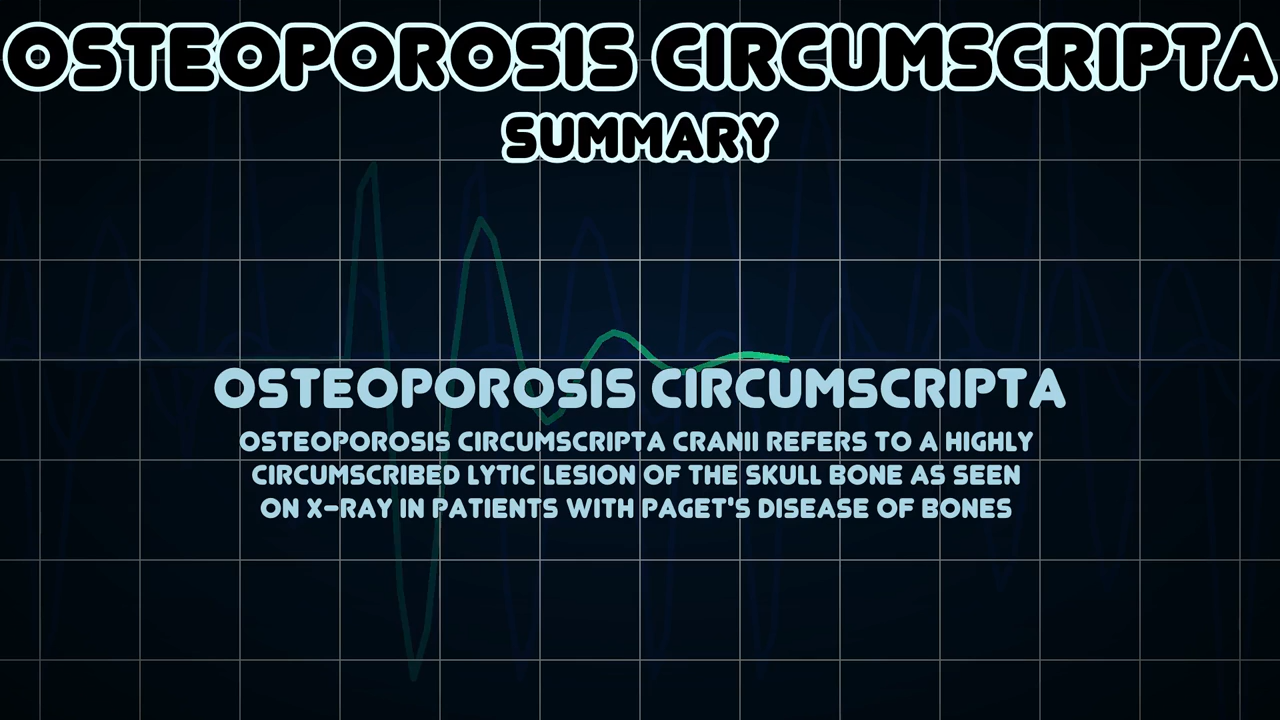 OSTEOPOROSIS CIRCUMSCRIPTA
SUMMARY
OSTEOPOROSIS CIRCUMSCRIPTA
OSTEOPOROSIS CIRCUMSCRIPTA CRANII REFERS TO A HIGHLY
CIRCUMSCRIBED LYTIC LESION OF THE SKULL BONE AS SEEN
ON X-RAY IN PATIENTS WITH PAGET'S DISEASE OF BONES